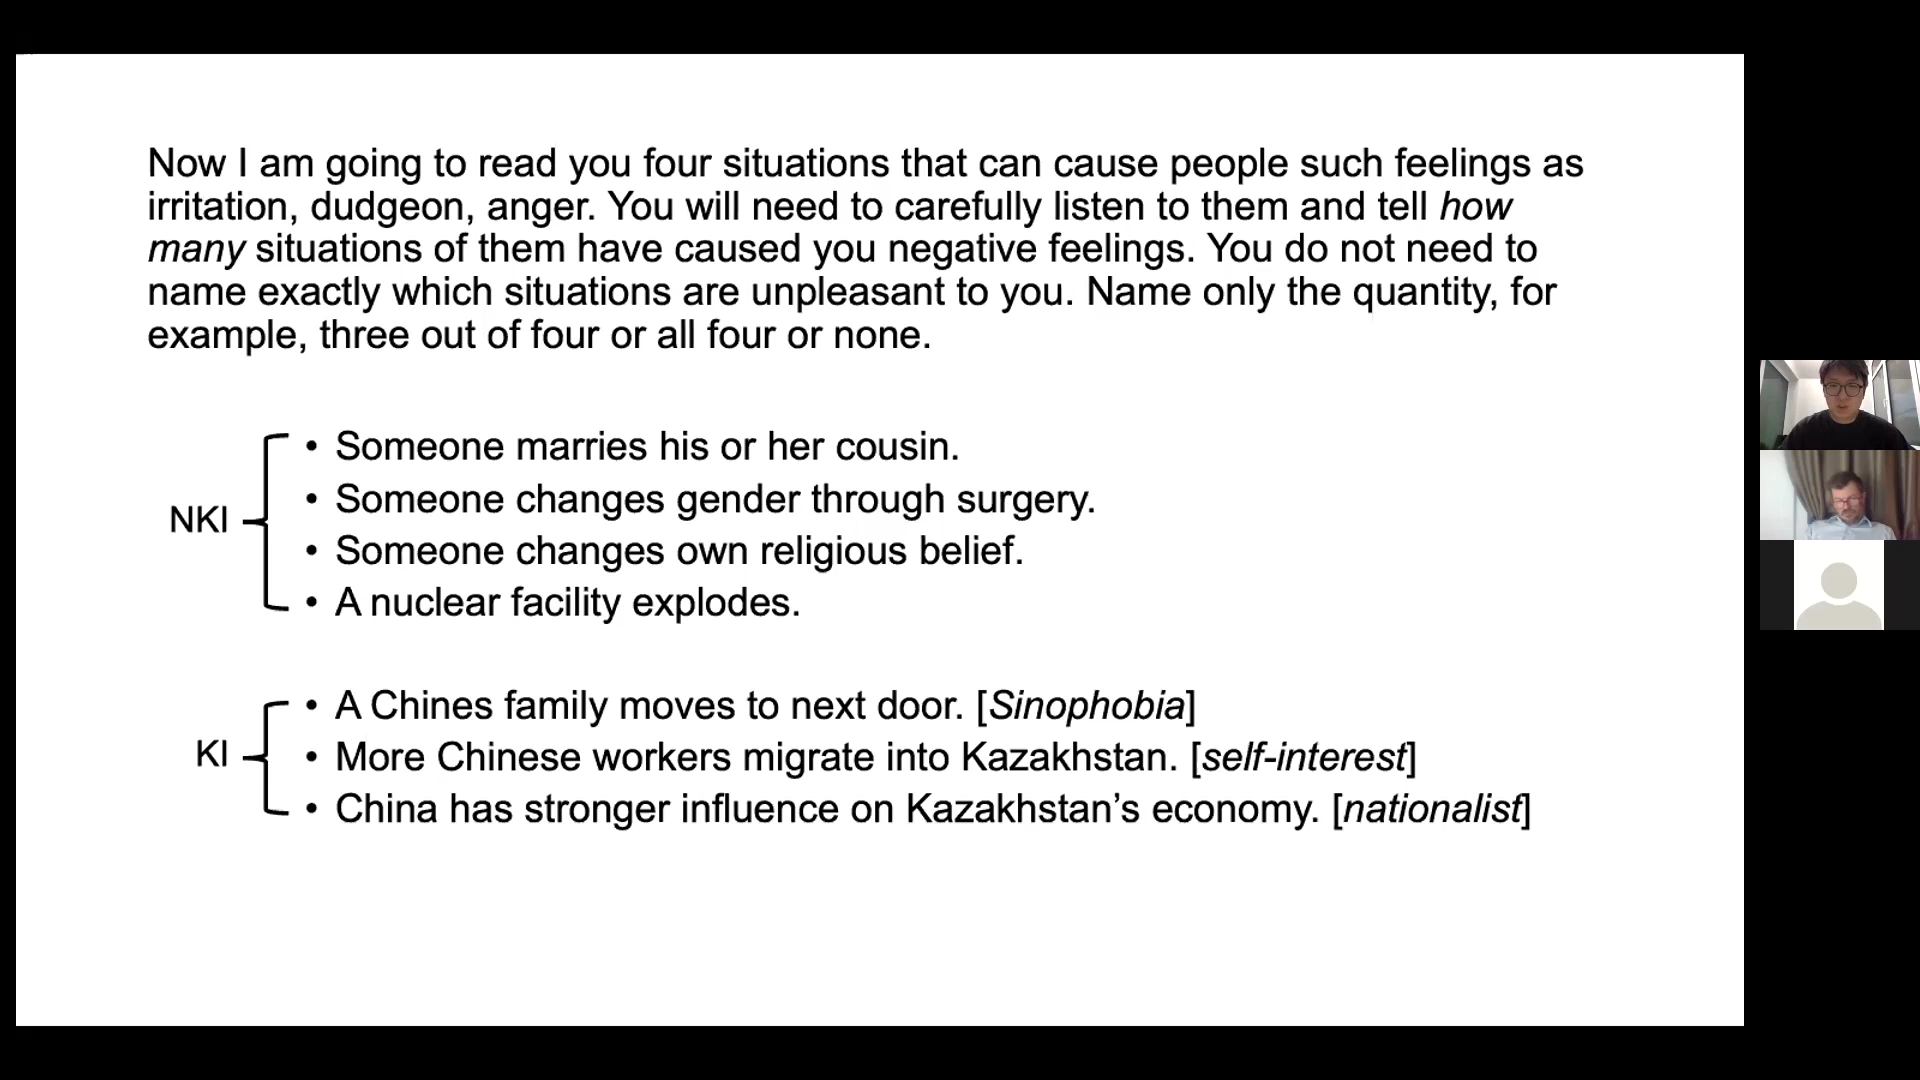 Now I am going to read you four situations that can cause people such feelings as
irritation, dudgeon, anger. You will need to carefully listen to them and tell how
many situations of them have caused you negative feelings. You do not need to
name exactly which situations are unpleasant to you. Name only the quantity, for
example, three out of four or all four or none.
NKI
• Someone marries his or her cousin.
• Someone changes gender through surgery.
• Someone changes own religious belief.
• A nuclear facility explodes.
KI
• A Chines family moves to next door. [Sinophobia]
• More Chinese workers migrate into Kazakhstan. [self-interest]
• China has stronger influence on Kazakhstan’s economy. [nationalist]